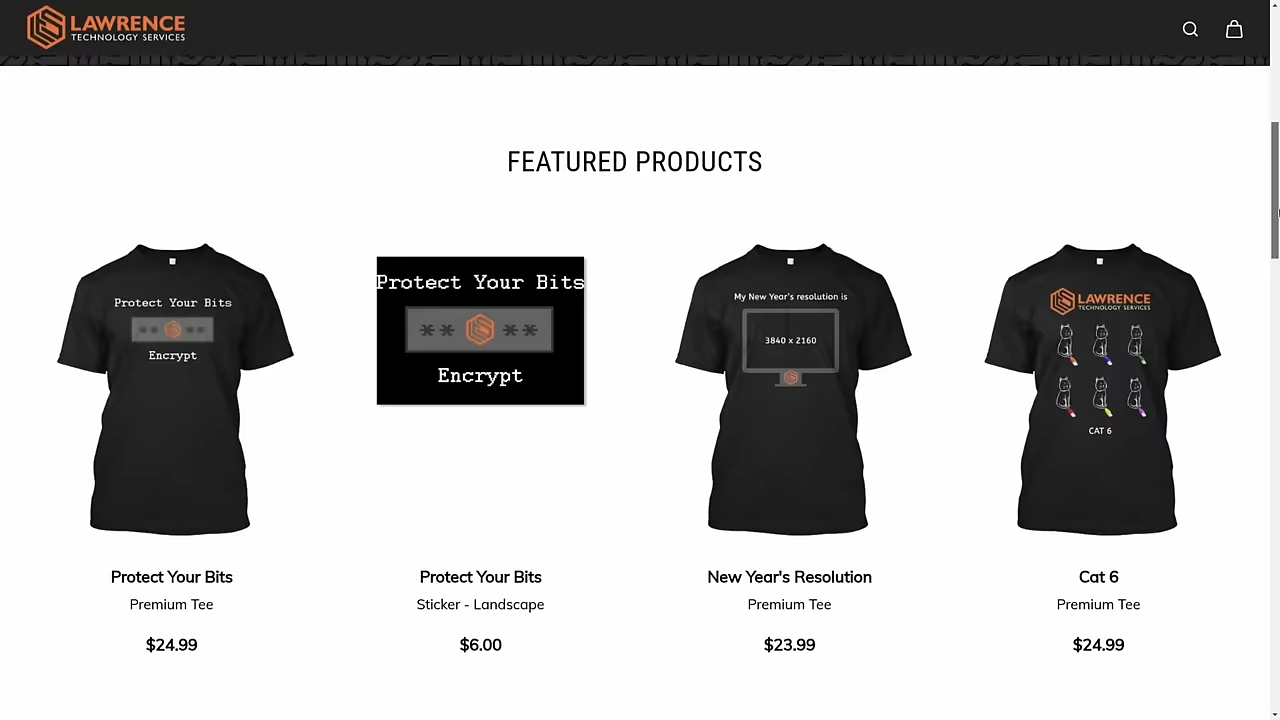 LAWRENCE
TECHNOLOGY SERVICES
FEATURED PRODUCTS
Protect Your Bits
** **
Encrypt
Protect Your Bits
** **
Encrypt
My New Year's resolution is
3840 x 2160
LAWRENCE
TECHNOLOGY SERVICES
CAT 6
Protect Your Bits
Premium Tee
$24.99
Protect Your Bits
Sticker - Landscape
$6.00
New Year's Resolution
Premium Tee
$23.99
Cat 6
Premium Tee
$24.99